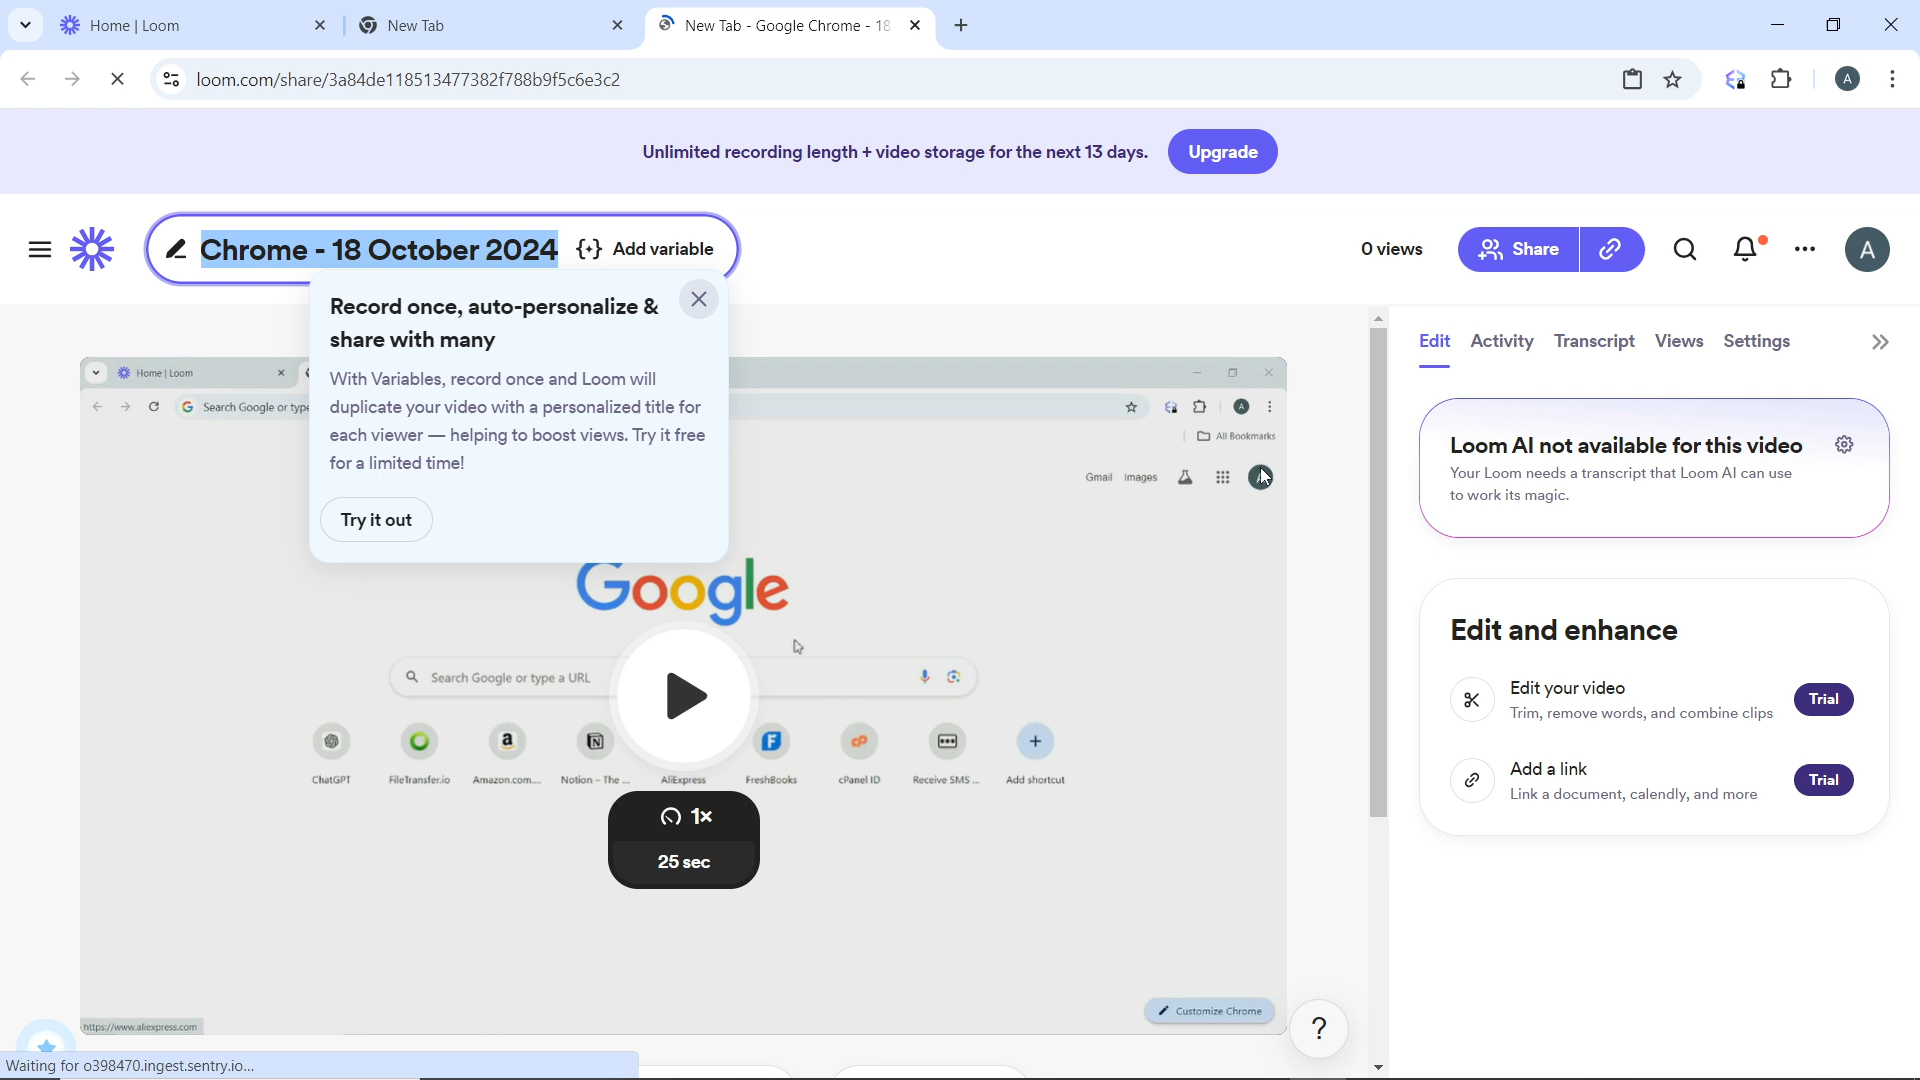 Home | Loom
New Tab
New Tab - Google Chrome - 18
loom.com/share/3a84de118513477382f788b9f5c6e3c2
A
Unlimited recording length + video storage for the next 13 days.
Upgrade
Chrome - 18 October 2024
Add variable
0 views
Share
A
Record once, auto-personalize &
share with many
With Variables, record once and Loom will
duplicate your video with a personalized title for
each viewer — helping to boost views. Try it free
for a limited time!
Try it out
Home | Loom
Search Google or type
A
All Bookmarks
Gmail Images
Google
Search Google or type a URL
ChatGPT
FileTransfer.io
Amazon.com....
Notion – The ...
AliExpress
FreshBooks
cPanel ID
Receive SMS ...
Add shortcut
1×
25 sec
Customize Chrome
https://www.aliexpress.com
?
Waiting for o398470.ingest.sentry.io...
Edit Activity Transcript Views Settings
Loom AI not available for this video
Your Loom needs a transcript that Loom AI can use
to work its magic.
Edit and enhance
Edit your video
Trim, remove words, and combine clips
Trial
Add a link
Link a document, calendly, and more
Trial